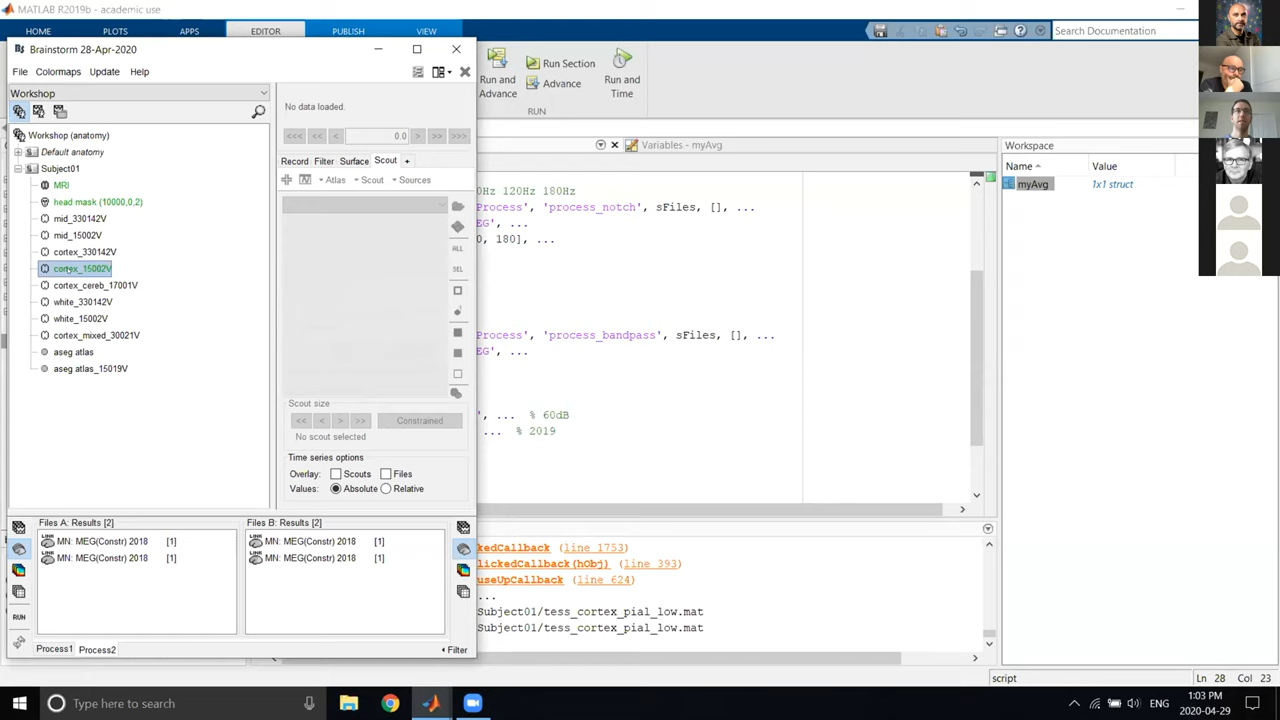 MATLAB R2019b - academic use
HOME PLOTS APPS EDITOR PUBLISH VIEW
Search Documentation
Brainstorm 28-Apr-2020
File Colormaps Update Help
Workshop
Workshop (anatomy)
Default anatomy
Subject01
MRI
head mask (10000,0,2)
mid_330142V
mid_15002V
cortex_330142V
cortex_15002V
cortex_cereb_17001V
white_330142V
white_15002V
cortex_mixed_30021V
aseg atlas
aseg atlas_15019V
No data loaded.
<<< << < 0.0 > >> >>>
Record Filter Surface Scout +
Atlas Scout Sources
ALL
SEL
Scout size
<< < > >> Constrained
No scout selected
Time series options
Overlay: Scouts Files
Values: Absolute Relative
Files A: Results [2]
MN: MEG(Constr) 2018 [1]
MN: MEG(Constr) 2018 [1]
Files B: Results [2]
MN: MEG(Constr) 2018 [1]
MN: MEG(Constr) 2018 [1]
RUN
Process1 Process2
Filter
Run and Advance
Run Section
Advance
Run and Time
RUN
Variables - myAvg
0Hz 120Hz 180Hz
Process', 'process_notch', sFiles, [], ...
EG', ...
0, 180], ...
Process', 'process_bandpass', sFiles, [], ...
EG', ...
', ... % 60dB
... % 2019
kedCallback (line 1753)
licked​Callback(hObj) (line 393)
useUpCallback (line 624)
...
Subject01/tess_cortex_pial_low.mat
Subject01/tess_cortex_pial_low.mat
Workspace
Name Value
myAvg 1x1 struct
script
Ln 28 Col 23
Type here to search
ENG
1:03 PM
2020-04-29